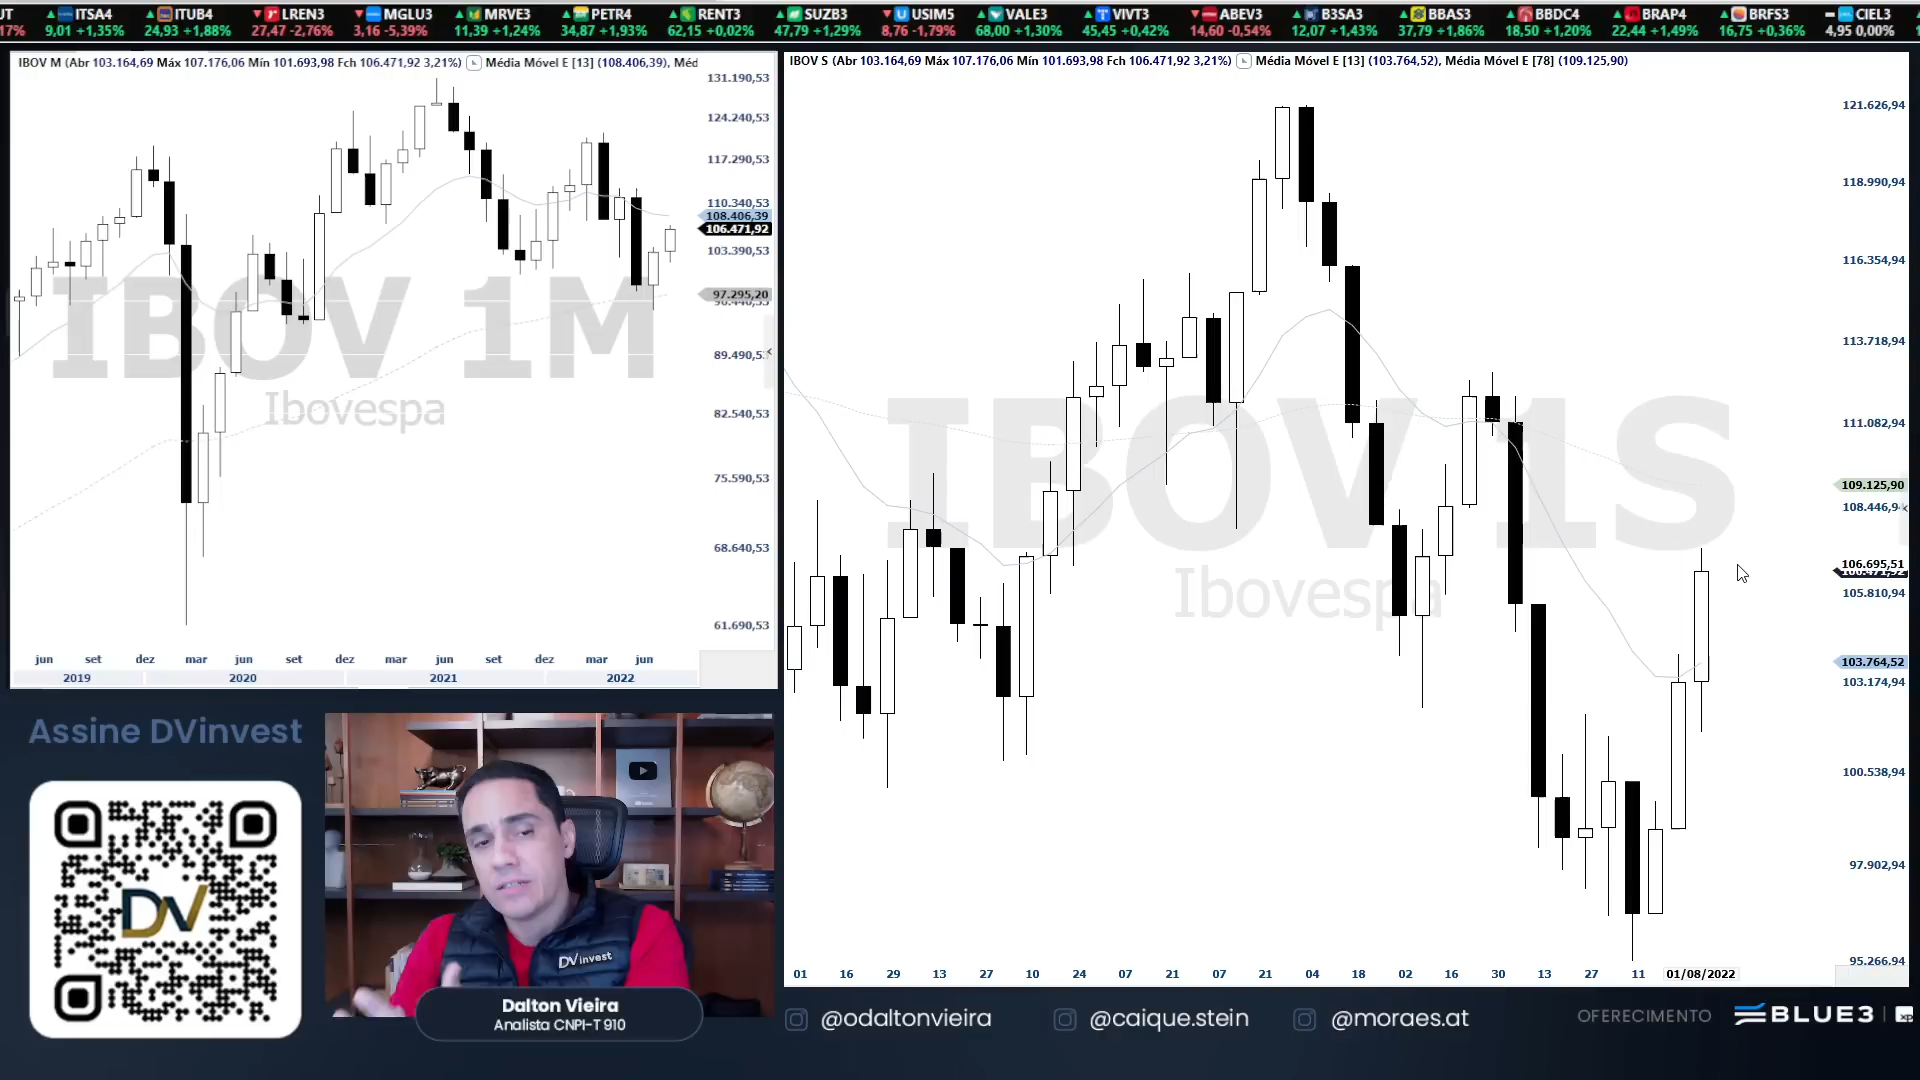 ITSA4 ITUB4 LREN3 MGLU3 MRVE3 PETR4 RENT3 SUZB3 USIM5 VALE3 VIVT3 ABEV3 B3SA3 BBAS3 BBDC4 BRAP4 BRFS3 CIEL3
17% 9,01 +1,35% 24,93 +1,88% 27,47 -2,76% 3,16 -5,39% 11,39 +1,24% 34,87 +1,93% 62,15 +0,02% 47,79 +1,29% 8,76 -1,79% 68,00 +1,30% 45,45 +0,42% 14,60 -0,54% 12,07 +1,43% 37,79 +1,86% 18,50 +1,20% 22,44 +1,49% 16,75 +0,36% 4,95 0,00%
IBOV M (Abr 103.164,69 Máx 107.176,06 Mín 101.693,98 Fch 106.471,92 3,21%) Média Móvel E [13] (108.406,39), Méd
131.190,53
124.240,53
117.290,53
110.340,53
108.406,39
106.471,92
103.390,53
97.295,20
89.490,53
82.540,53
75.590,53
68.640,53
61.690,53
IBOV 1M
Ibovespa
jun set dez mar jun set dez mar jun set dez mar jun
2019 2020 2021 2022
IBOV S (Abr 103.164,69 Máx 107.176,06 Mín 101.693,98 Fch 106.471,92 3,21%) Média Móvel E [13] (103.764,52), Média Móvel E [78] (109.125,90)
121.626,94
118.990,94
116.354,94
113.718,94
111.082,94
109.125,90
108.446,94
106.695,51
105.810,94
103.764,52
103.174,94
100.538,94
97.902,94
95.266,94
IBOV 1S
Ibovespa
01 16 29 13 27 10 24 07 21 07 21 04 18 02 16 30 13 27 11 01/08/2022
Assine DVinvest
DV
DVinvest
Dalton Vieira
Analista CNPI-T 910
@odaltonvieira @caique.stein @moraes.at
OFERECIMENTO BLUE3 xp